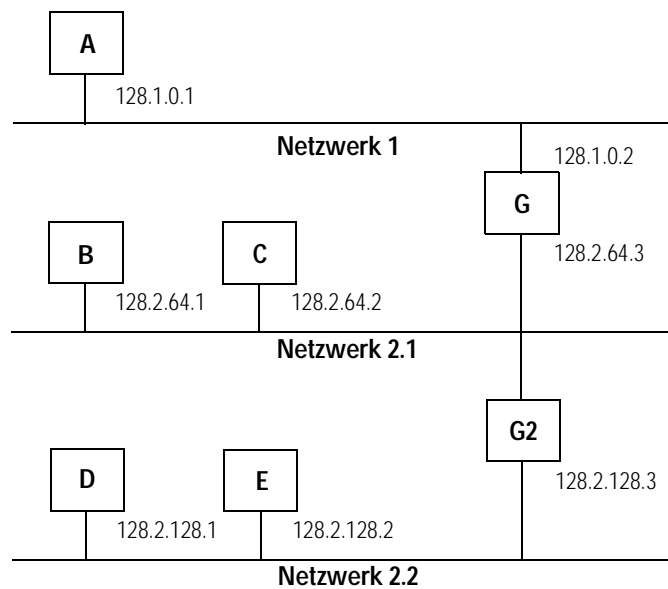 A
128.1.0.1
Netzwerk 1
128.1.0.2
G
128.2.64.3
B
128.2.64.1
C
128.2.64.2
Netzwerk 2.1
G2
128.2.128.3
D
128.2.128.1
E
128.2.128.2
Netzwerk 2.2